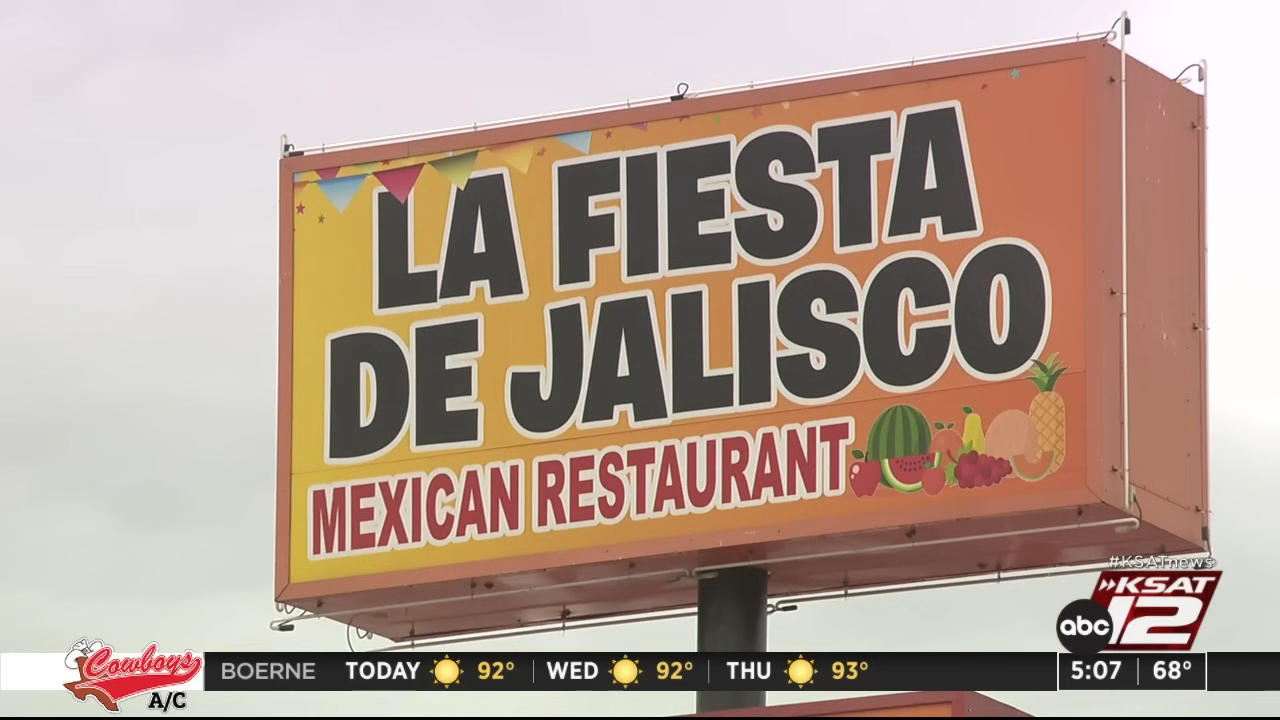 LA FIESTA
DE JALISCO
MEXICAN RESTAURANT
#KSATnews
KSAT
abc 12
Cowboys
A/C
BOERNE TODAY 92° WED 92° THU 93° 5:07 68°